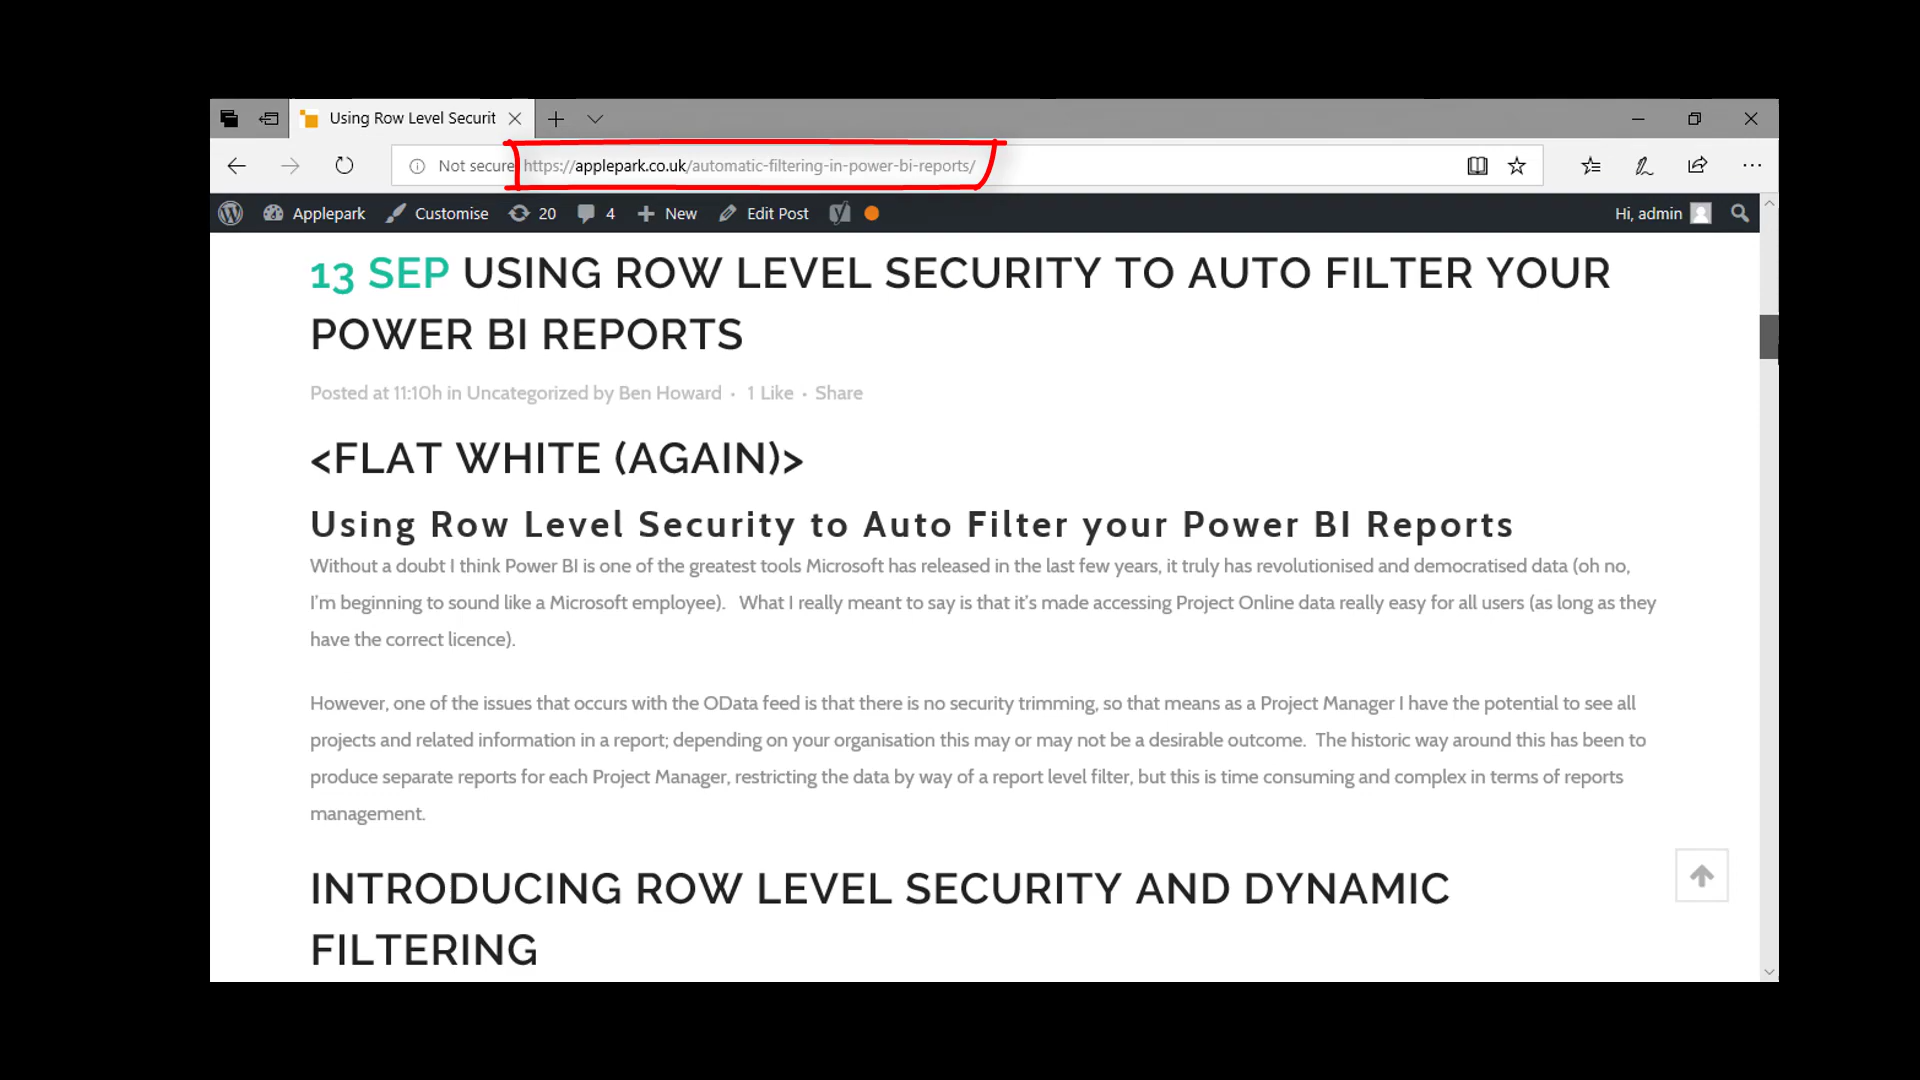 Using Row Level Securit
Not secure https://applepark.co.uk/automatic-filtering-in-power-bi-reports/
Applepark Customise 20 4 New Edit Post Hi, admin
13 SEP USING ROW LEVEL SECURITY TO AUTO FILTER YOUR
POWER BI REPORTS
Posted at 11:10h in Uncategorized by Ben Howard · 1 Like · Share
<FLAT WHITE (AGAIN)>
Using Row Level Security to Auto Filter your Power BI Reports
Without a doubt I think Power BI is one of the greatest tools Microsoft has released in the last few years, it truly has revolutionised and democratised data (oh no,
I'm beginning to sound like a Microsoft employee). What I really meant to say is that it's made accessing Project Online data really easy for all users (as long as they
have the correct licence).
However, one of the issues that occurs with the OData feed is that there is no security trimming, so that means as a Project Manager I have the potential to see all
projects and related information in a report; depending on your organisation this may or may not be a desirable outcome. The historic way around this has been to
produce separate reports for each Project Manager, restricting the data by way of a report level filter, but this is time consuming and complex in terms of reports
management.
INTRODUCING ROW LEVEL SECURITY AND DYNAMIC
FILTERING